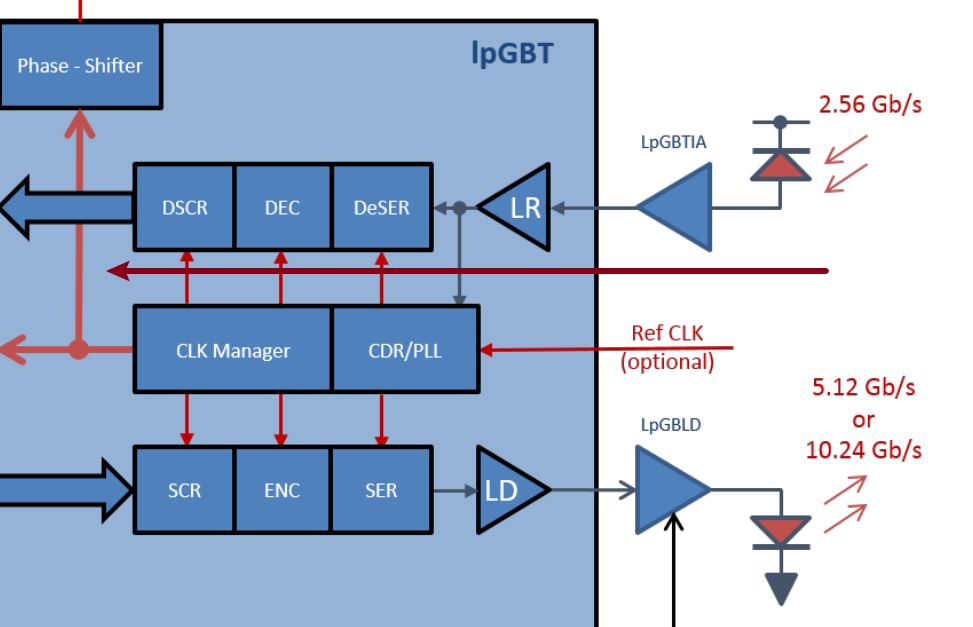 lpGBT
Phase - Shifter
2.56 Gb/s
LpGBTIA
DSCR
DEC
DeSER
LR
Ref CLK
(optional)
CLK Manager
CDR/PLL
5.12 Gb/s
or
10.24 Gb/s
LpGBLD
SCR
ENC
SER
LD